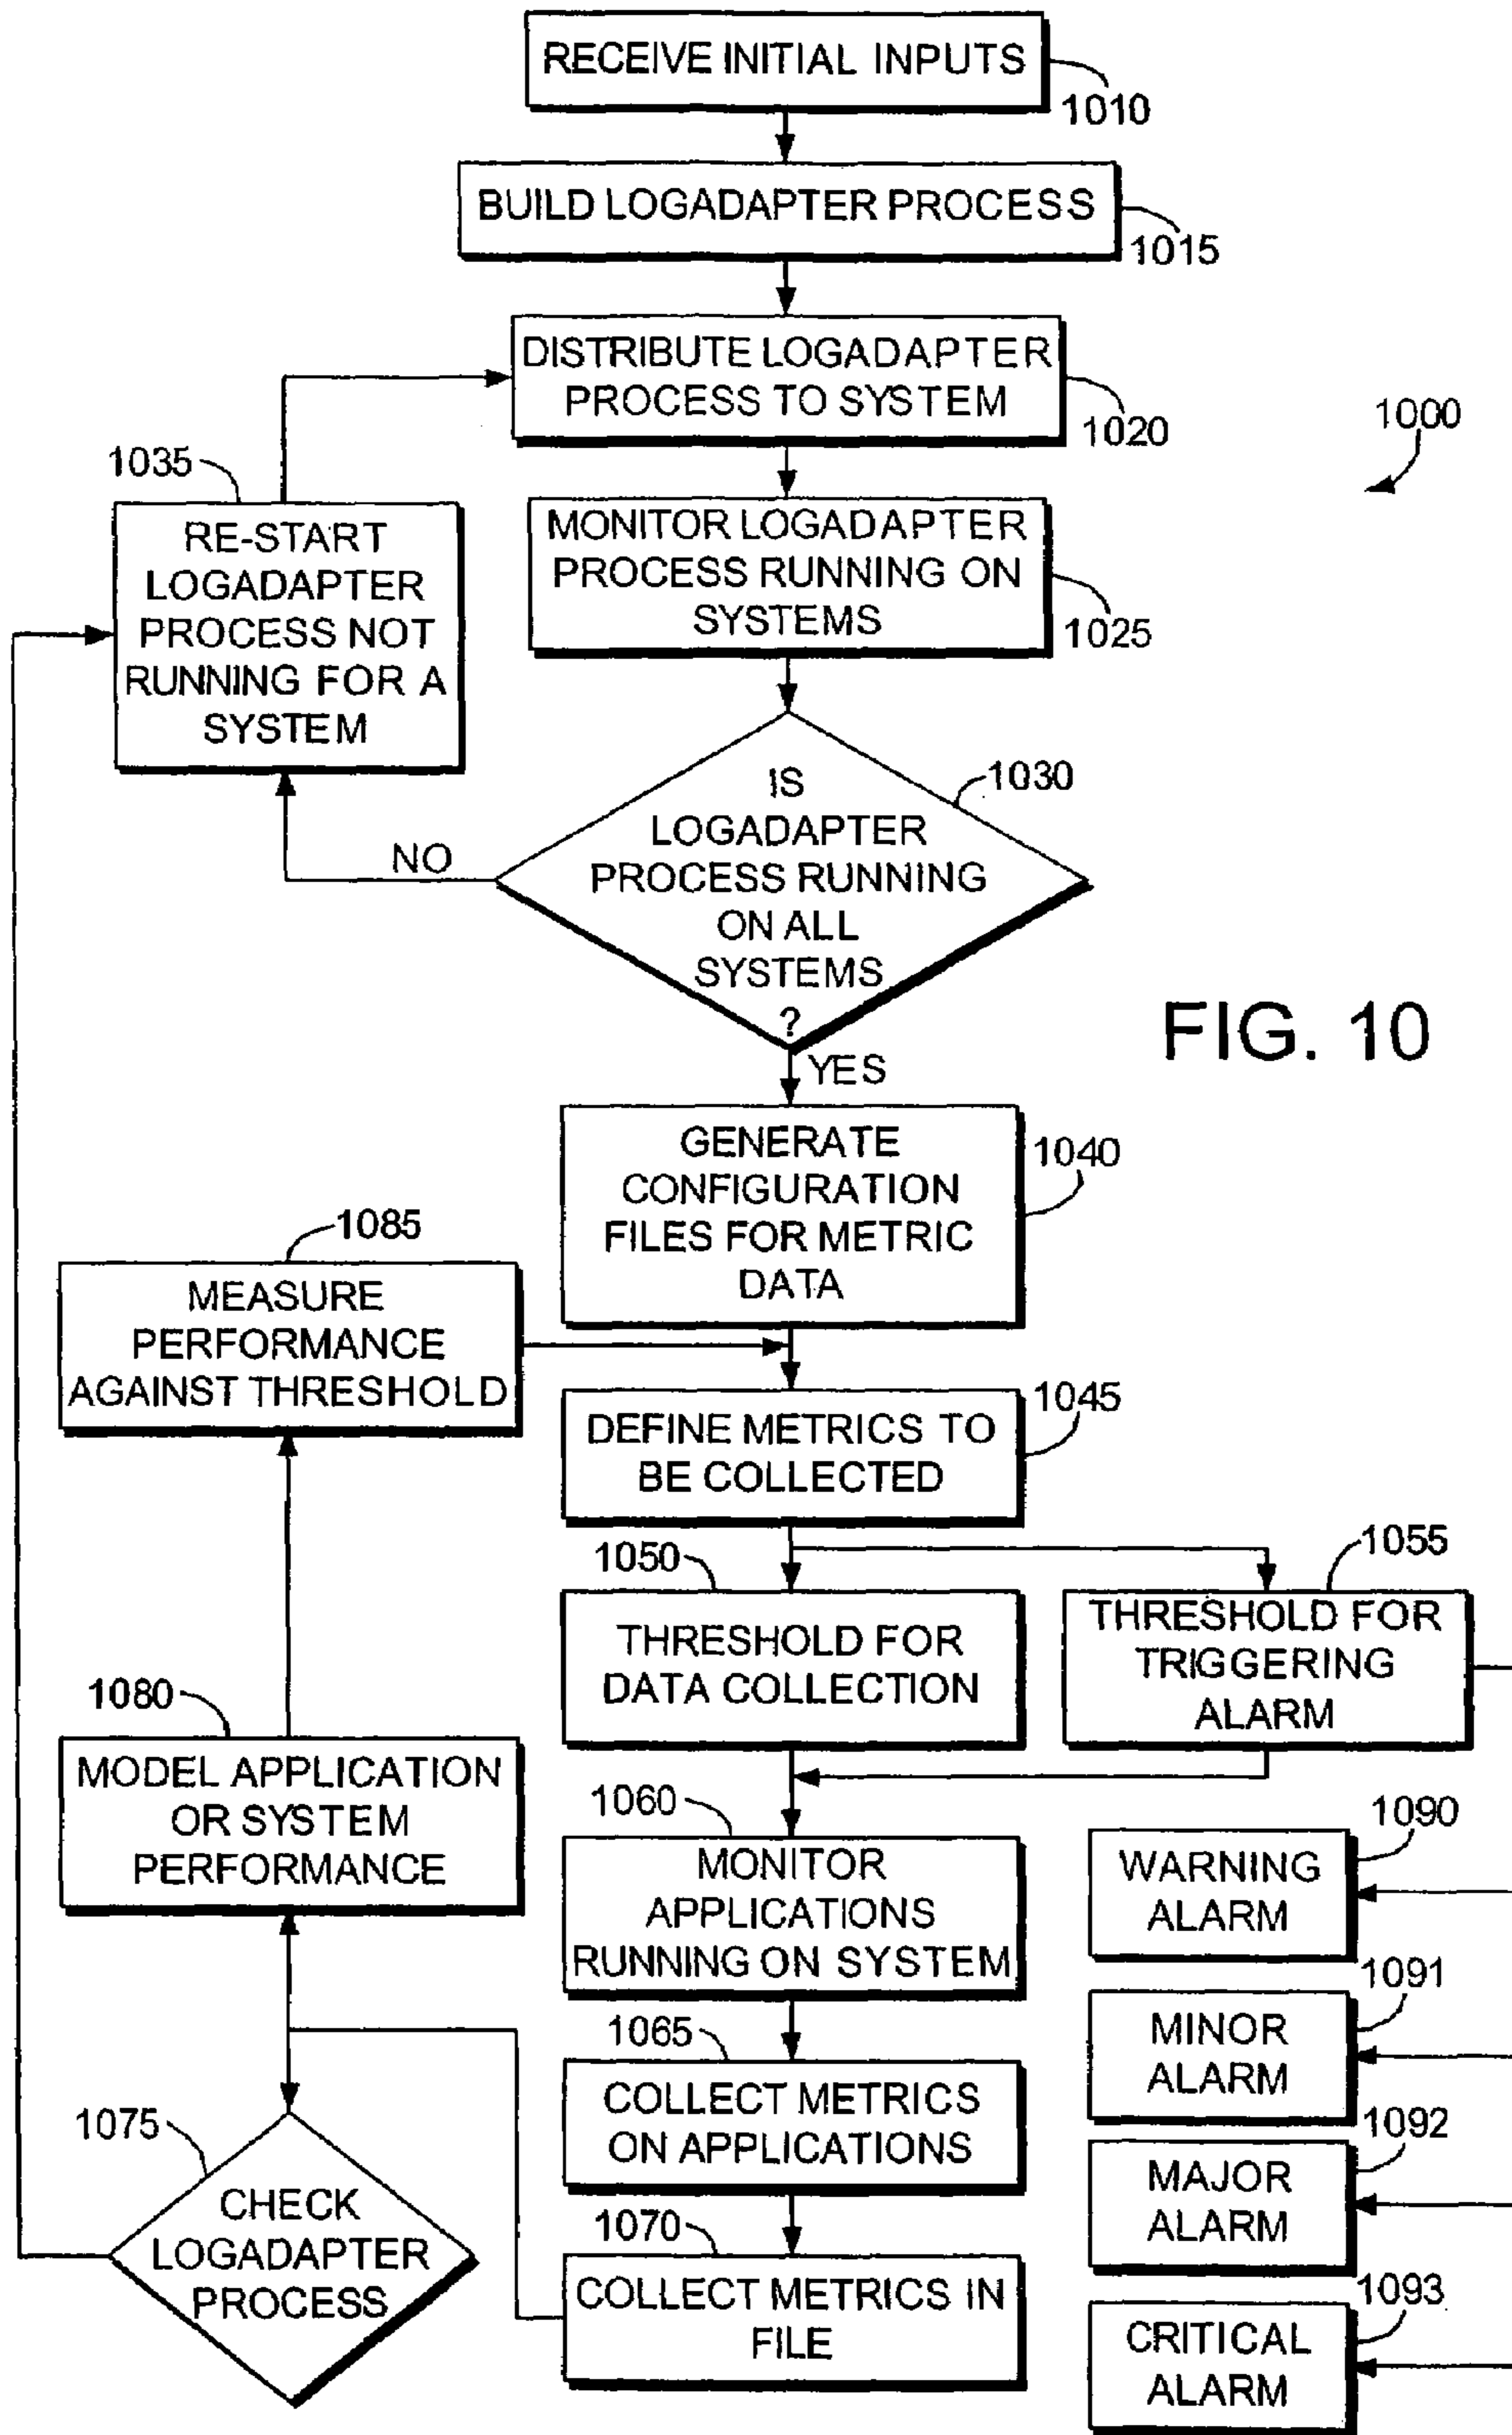 RECEIVE INITIAL INPUTS
1010
BUILD LOGADAPTER PROCESS
1015
DISTRIBUTE LOGADAPTER
PROCESS TO SYSTEM
1020
1000
1035
RE-START
LOGADAPTER
PROCESS NOT
RUNNING FOR A
SYSTEM
MONITOR LOGADAPTER
PROCESS RUNNING ON
SYSTEMS
1025
IS
LOGADAPTER
PROCESS RUNNING
ON ALL
SYSTEMS
?
1030
NO
YES
FIG. 10
GENERATE
CONFIGURATION
FILES FOR METRIC
DATA
1040
1085
MEASURE
PERFORMANCE
AGAINST THRESHOLD
DEFINE METRICS TO
BE COLLECTED
1045
1050
THRESHOLD FOR
DATA COLLECTION
1055
THRESHOLD FOR
TRIGGERING
ALARM
1080
MODEL APPLICATION
OR SYSTEM
PERFORMANCE
1060
MONITOR
APPLICATIONS
RUNNING ON SYSTEM
1090
WARNING
ALARM
1065
COLLECT METRICS
ON APPLICATIONS
1091
MINOR
ALARM
1075
CHECK
LOGADAPTER
PROCESS
1070
COLLECT METRICS IN
FILE
1092
MAJOR
ALARM
1093
CRITICAL
ALARM